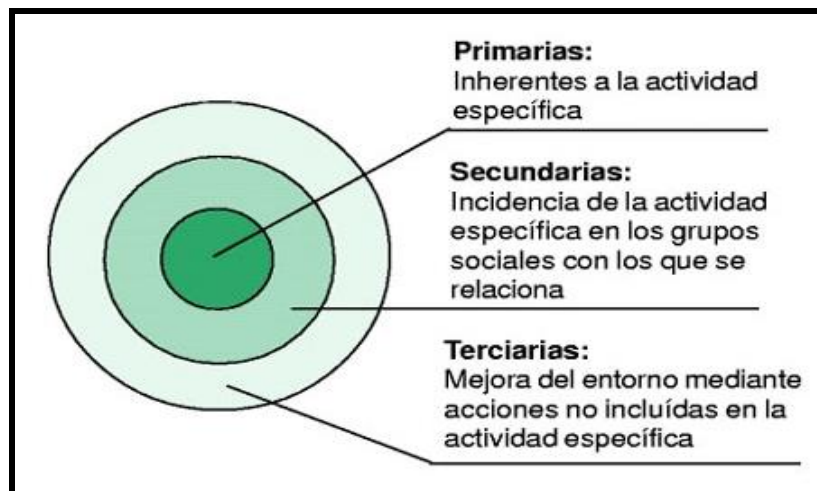 Primarias:
Inherentes a la actividad
específica
Secundarias:
Incidencia de la actividad
específica en los grupos
sociales con los que se
relaciona
Terciarias:
Mejora del entorno mediante
acciones no incluídas en la
actividad específica